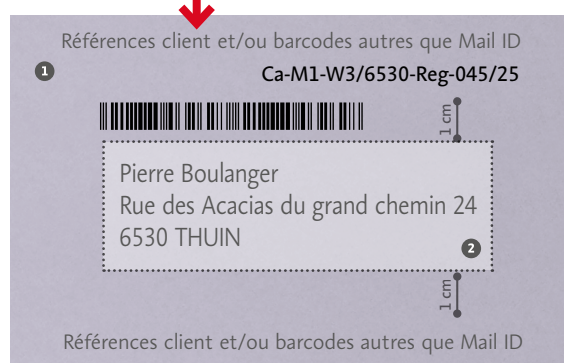 Références client et/ou barcodes autres que Mail ID
1
Ca-M1-W3/6530-Reg-045/25
1 cm
Pierre Boulanger
Rue des Acacias du grand chemin 24
6530 THUIN
2
1 cm
Références client et/ou barcodes autres que Mail ID